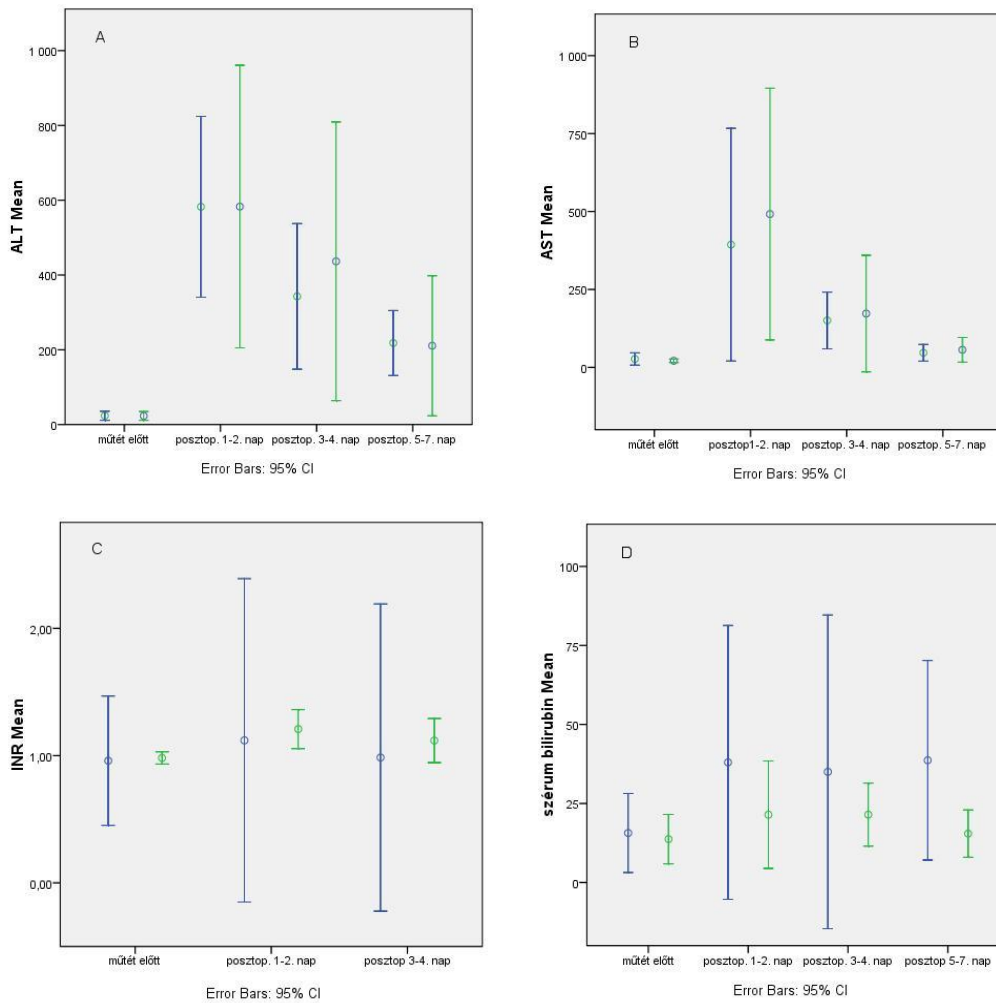 A
1 000
800
600
400
200
0
ALT Mean
műtét előtt posztop. 1-2. nap posztop. 3-4. nap posztop. 5-7. nap
Error Bars: 95% CI
B
1 000
750
500
250
0
AST Mean
műtét előtt posztop1-2. nap posztop. 3-4. nap posztop. 5-7. nap
Error Bars: 95% CI
C
2,00
1,00
0,00
INR Mean
műtét előtt posztop. 1-2. nap posztop 3-4. nap
Error Bars: 95% CI
D
100
75
50
25
0
szérum bilirubin Mean
műtét előtt posztop. 1-2. nap posztop. 3-4. nap posztop 5-7. nap
Error Bars: 95% CI